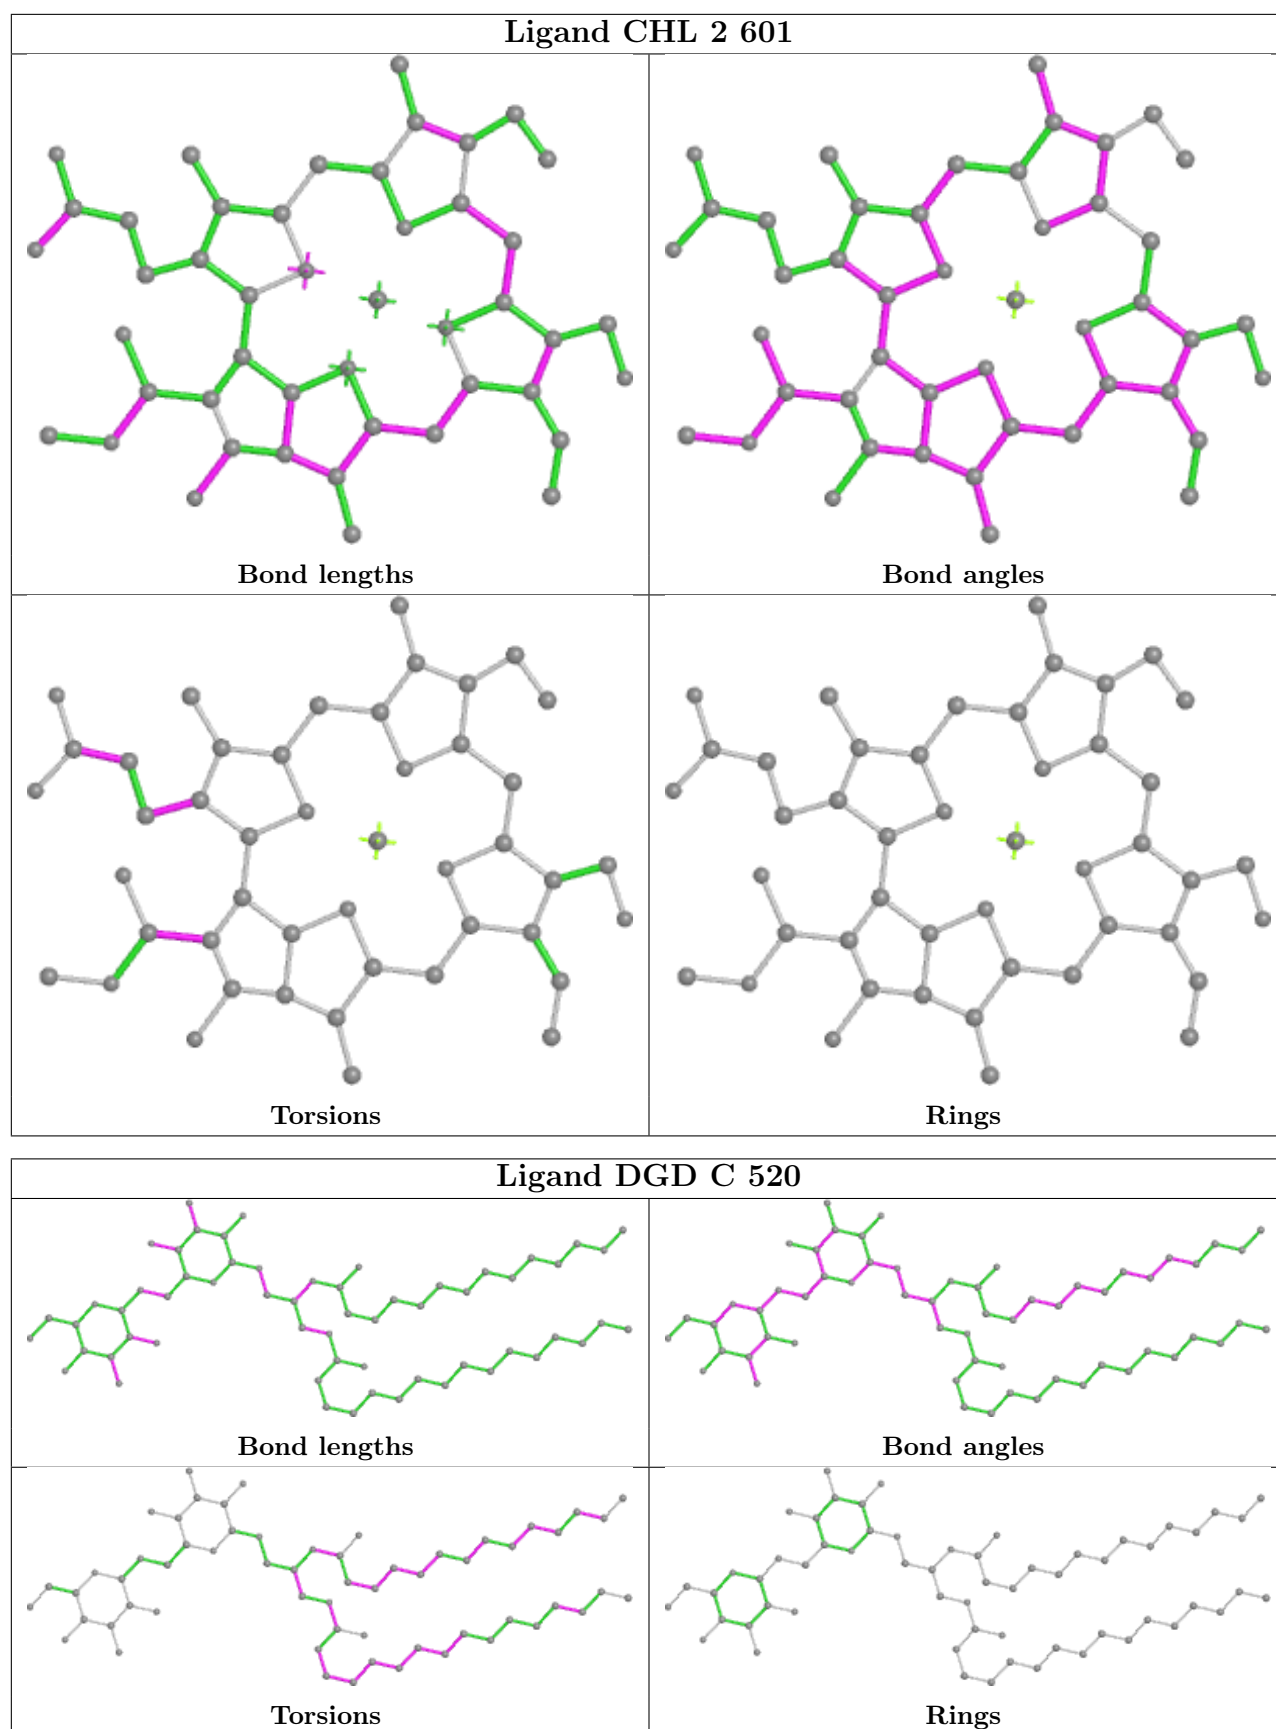 Ligand CHL 2 601
Bond lengths
Bond angles
Torsions
Rings
Ligand DGD C 520
Bond lengths
Bond angles
Torsions
Rings